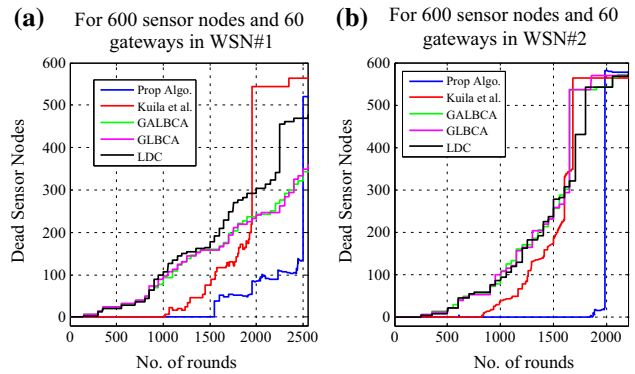 (a)
For 600 sensor nodes and 60
gateways in WSN#1
600
500
400
300
200
100
0
Dead Sensor Nodes
Prop Algo.
Kuila et al.
GALBCA
GLBCA
LDC
0
500
1000
1500
2000
2500
No. of rounds
(b)
For 600 sensor nodes and 60
gateways in WSN#2
600
500
400
300
200
100
0
Dead Sensor Nodes
Prop Algo.
Kuila et al.
GALBCA
GLBCA
LDC
0
500
1000
1500
2000
No. of rounds